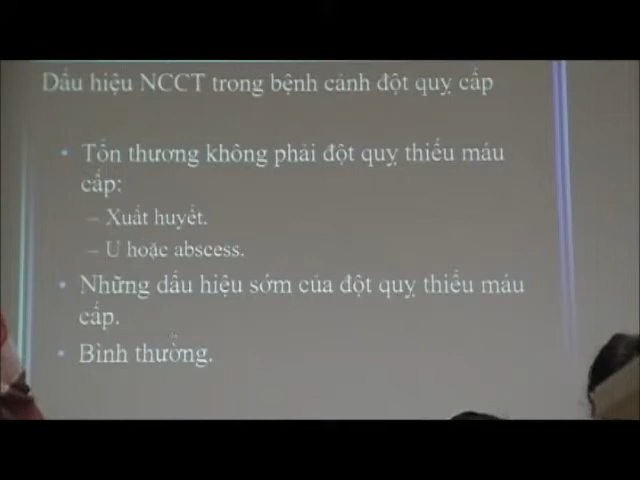 Dấu hiệu NCCT trong bệnh cảnh đột quỵ cấp
• Tổn thương không phải đột quỵ thiếu máu
cấp:
– Xuất huyết.
– U hoặc abscess.
• Những dấu hiệu sớm của đột quỵ thiếu máu
cấp.
• Bình thường.